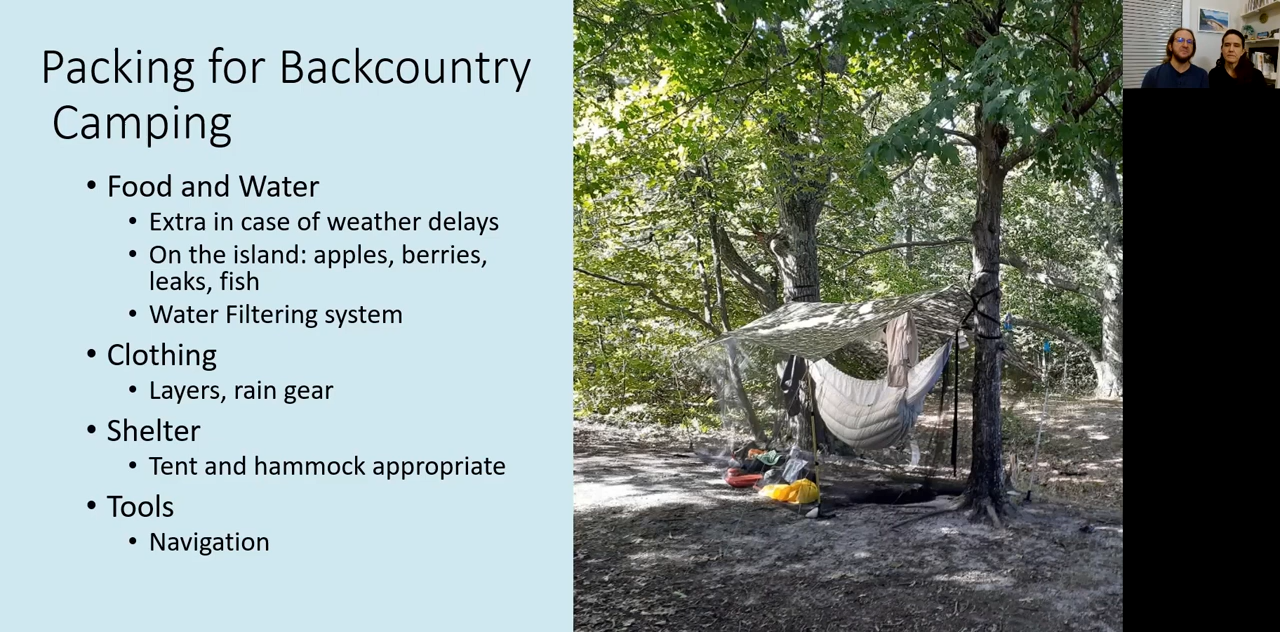 Packing for Backcountry
Camping
• Food and Water
• Extra in case of weather delays
• On the island: apples, berries,
leaks, fish
• Water Filtering system
• Clothing
• Layers, rain gear
• Shelter
• Tent and hammock appropriate
• Tools
• Navigation